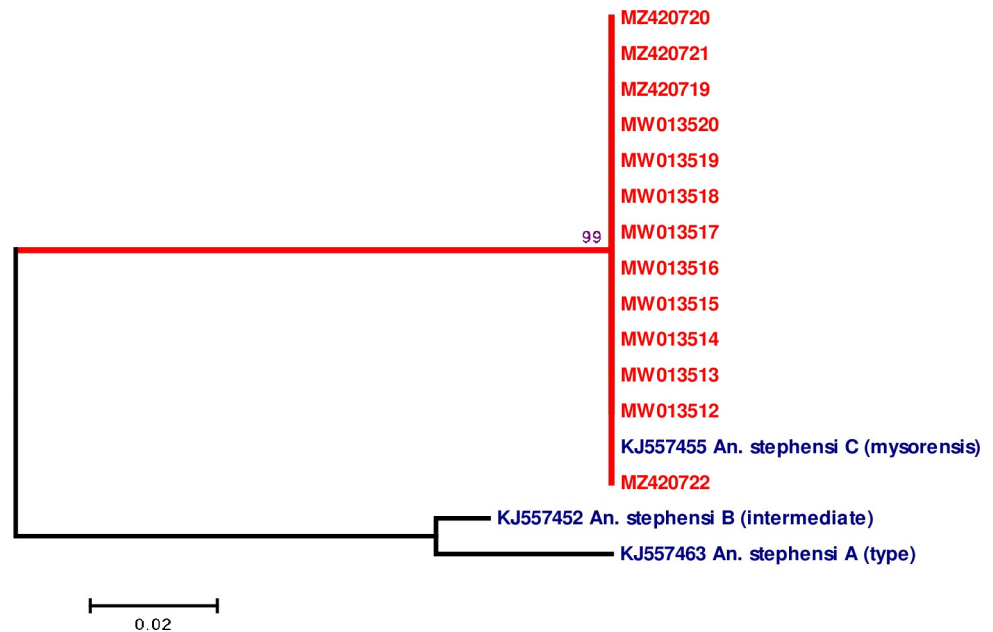 MZ420720
MZ420721
MZ420719
MW013520
MW013519
MW013518
MW013517
99
MW013516
MW013515
MW013514
MW013513
MW013512
KJ557455 An. stephensi C (mysorensis)
MZ420722
KJ557452 An. stephensi B (intermediate)
KJ557463 An. stephensi A (type)
0.02